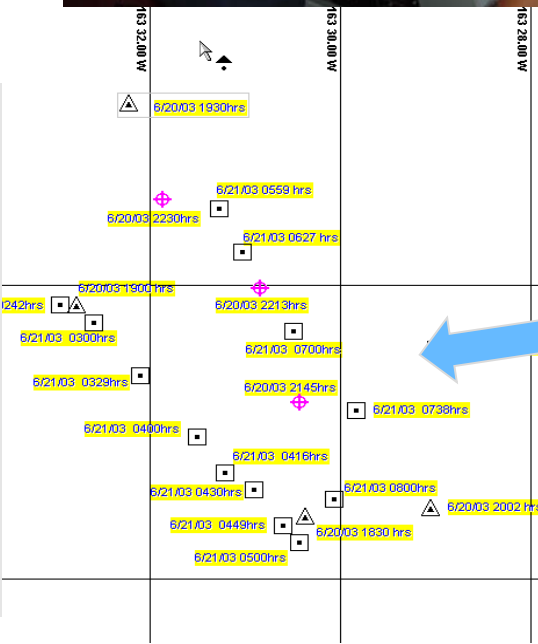 163 32.00 W
163 30.00 W
163 28.00 W
6/20/03 1930hrs
6/21/03 0559 hrs
6/20/03 2230hrs
6/21/03 0627 hrs
6/20/03 1900 hrs
0242hrs
6/20/03 2213hrs
6/21/03 0300hrs
6/21/03 0700hrs
6/21/03 0329hrs
6/20/03 2145hrs
6/21/03 0738hrs
6/21/03 0400hrs
6/21/03 0416hrs
6/21/03 0430hrs
6/21/03 0800hrs
6/20/03 2002 hrs
6/21/03 0449hrs
6/20/03 1830 hrs
6/21/03 0500hrs